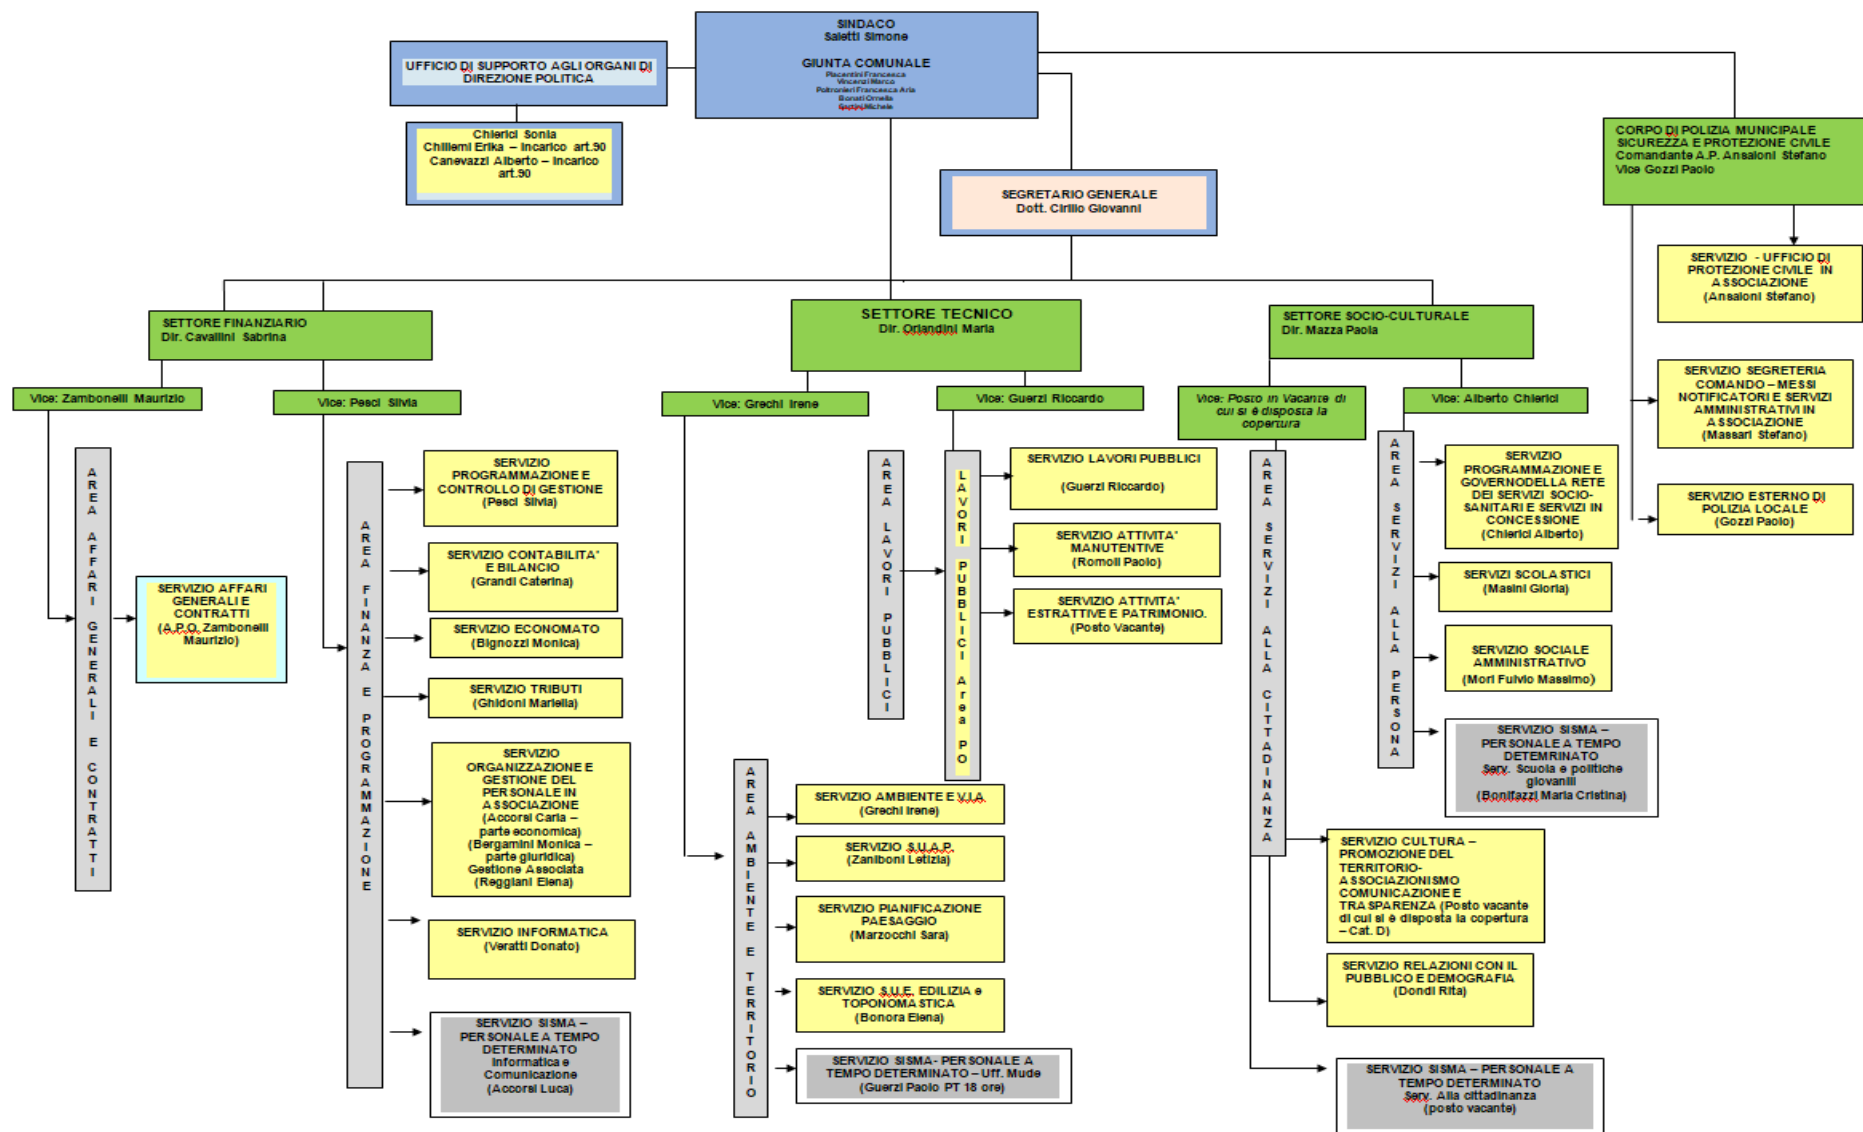 SINDACO
Saletti Simone
GIUNTA COMUNALE
Piacentini Francesca
Vincenzi Marco
Poltronieri Francesca Aria
Bonati Ornella
Michele
UFFICIO DI SUPPORTO AGLI ORGANI DI
DIREZIONE POLITICA
Chierici Sonia
Chillemi Erika – Incarico art.90
Canevazzi Alberto – Incarico
art.90
SEGRETARIO GENERALE
Dott. Cirillo Giovanni
CORPO DI POLIZIA MUNICIPALE
SICUREZZA E PROTEZIONE CIVILE
Comandante A.P. Ansaloni Stefano
Vice Gozzi Paolo
SERVIZIO - UFFICIO DI
PROTEZIONE CIVILE IN
ASSOCIAZIONE
(Ansaloni Stefano)
SERVIZIO SEGRETERIA
COMANDO – MESSI
NOTIFICATORI E SERVIZI
AMMINISTRATIVI IN
ASSOCIAZIONE
(Massari Stefano)
SERVIZIO ESTERNO DI
POLIZIA LOCALE
(Gozzi Paolo)
SETTORE FINANZIARIO
Dir. Cavallini Sabrina
Vice: Zambonelli Maurizio
AREA AFFARI GENERALI E CONTRATTI
SERVIZIO AFFARI
GENERALI E
CONTRATTI
(A.P.O. Zambonelli
Maurizio)
Vice: Pesci Silvia
AREA FINANZA E PROGRAMMAZIONE
SERVIZIO
PROGRAMMAZIONE E
CONTROLLO DI GESTIONE
(Pesci Silvia)
SERVIZIO CONTABILITA'
E BILANCIO
(Grandi Caterina)
SERVIZIO ECONOMATO
(Bignozzi Monica)
SERVIZIO TRIBUTI
(Ghidoni Mariella)
SERVIZIO
ORGANIZZAZIONE E
GESTIONE DEL
PERSONALE IN
ASSOCIAZIONE
(Accorsi Carla –
parte economica)
(Bergamini Monica –
parte giuridica)
Gestione Associata
(Reggiani Elena)
SERVIZIO INFORMATICA
(Veratti Donato)
SERVIZIO SISMA –
PERSONALE A TEMPO
DETERMINATO
Informatica e
Comunicazione
(Accorsi Luca)
SETTORE TECNICO
Dir. Orlandini Maria
Vice: Grechi Irene
AREA AMBIENTE E TERRITORIO
SERVIZIO AMBIENTE E V.I.A.
(Grechi Irene)
SERVIZIO S.U.A.P.
(Zaniboni Letizia)
SERVIZIO PIANIFICAZIONE
PAESAGGIO
(Marzocchi Sara)
SERVIZIO S.U.E. EDILIZIA e
TOPONOMASTICA
(Bonora Elena)
SERVIZIO SISMA- PERSONALE A
TEMPO DETERMINATO – Uff. Mude
(Guerzi Paolo PT 18 ore)
Vice: Guerzi Riccardo
AREA LAVORI PUBBLICI
LAVORI PUBBLICI Area PO
SERVIZIO LAVORI PUBBLICI
(Guerzi Riccardo)
SERVIZIO ATTIVITA'
MANUTENTIVE
(Romoli Paolo)
SERVIZIO ATTIVITA'
ESTRATTIVE E PATRIMONIO.
(Posto Vacante)
SETTORE SOCIO-CULTURALE
Dir. Mazza Paola
Vice: Posto in Vacante di
cui si è disposta la
copertura
AREA SERVIZI ALLA CITTADINANZA
SERVIZIO CULTURA –
PROMOZIONE DEL
TERRITORIO-
ASSOCIAZIONISMO
COMUNICAZIONE E
TRASPARENZA (Posto vacante
di cui si è disposta la copertura
– Cat. D)
SERVIZIO RELAZIONI CON IL
PUBBLICO E DEMOGRAFIA
(Dondi Rita)
SERVIZIO SISMA – PERSONALE A
TEMPO DETERMINATO
Serv. Alla cittadinanza
(posto vacante)
Vice: Alberto Chierici
AREA SERVIZI ALLA PERSONA
SERVIZIO
PROGRAMMAZIONE E
GOVERNODELLA RETE
DEI SERVIZI SOCIO-
SANITARI E SERVIZI IN
CONCESSIONE
(Chierici Alberto)
SERVIZI SCOLASTICI
(Masini Gloria)
SERVIZIO SOCIALE
AMMINISTRATIVO
(Mori Fulvio Massimo)
SERVIZIO SISMA –
PERSONALE A TEMPO
DETEMRINATO
Serv. Scuola e politiche
giovanili
(Bonifazzi Maria Cristina)